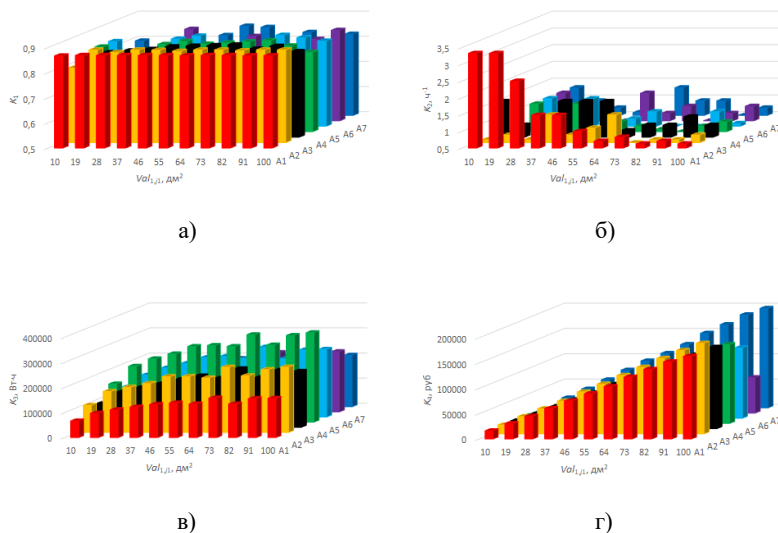 0,9
0,8
0,7
0,6
0,5
K1
10 19 28 37 46 55 64 73 82 91 100
A1 A2 A3 A4 A5 A6 A7
Val1,j1, дм2
а)
3,5
3
2,5
2
1,5
1
0,5
K2, ч-1
10 19 28 37 46 55 64 73 82 91 100
A1 A2 A3 A4 A5 A6 A7
Val1,j1, дм2
б)
400000
300000
200000
100000
0
K3, Вт·ч
10 19 28 37 46 55 64 73 82 91 100
A1 A2 A3 A4 A5 A6 A7
Val1,j1, дм2
в)
200000
150000
100000
50000
0
K4, руб
10 19 28 37 46 55 64 73 82 91 100
A1 A2 A3 A4 A5 A6 A7
Val1,j1, дм2
г)